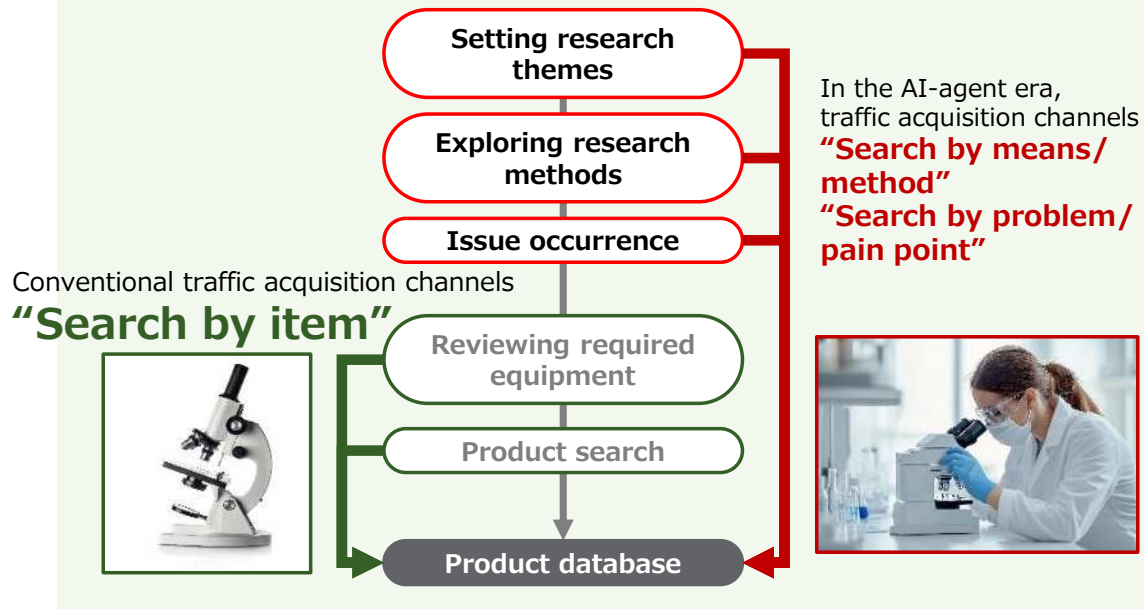 Setting research
themes
Exploring research
methods
Issue occurrence
In the AI-agent era,
traffic acquisition channels
“Search by means/
method”
“Search by problem/
pain point”
Conventional traffic acquisition channels
“Search by item”
Reviewing required
equipment
Product search
Product database